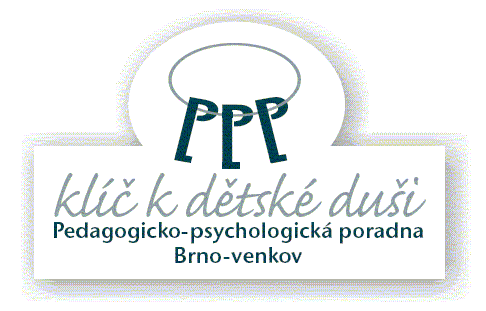 PPP
klíč k dětské duši
Pedagogicko-psychologická poradna
Brno-venkov